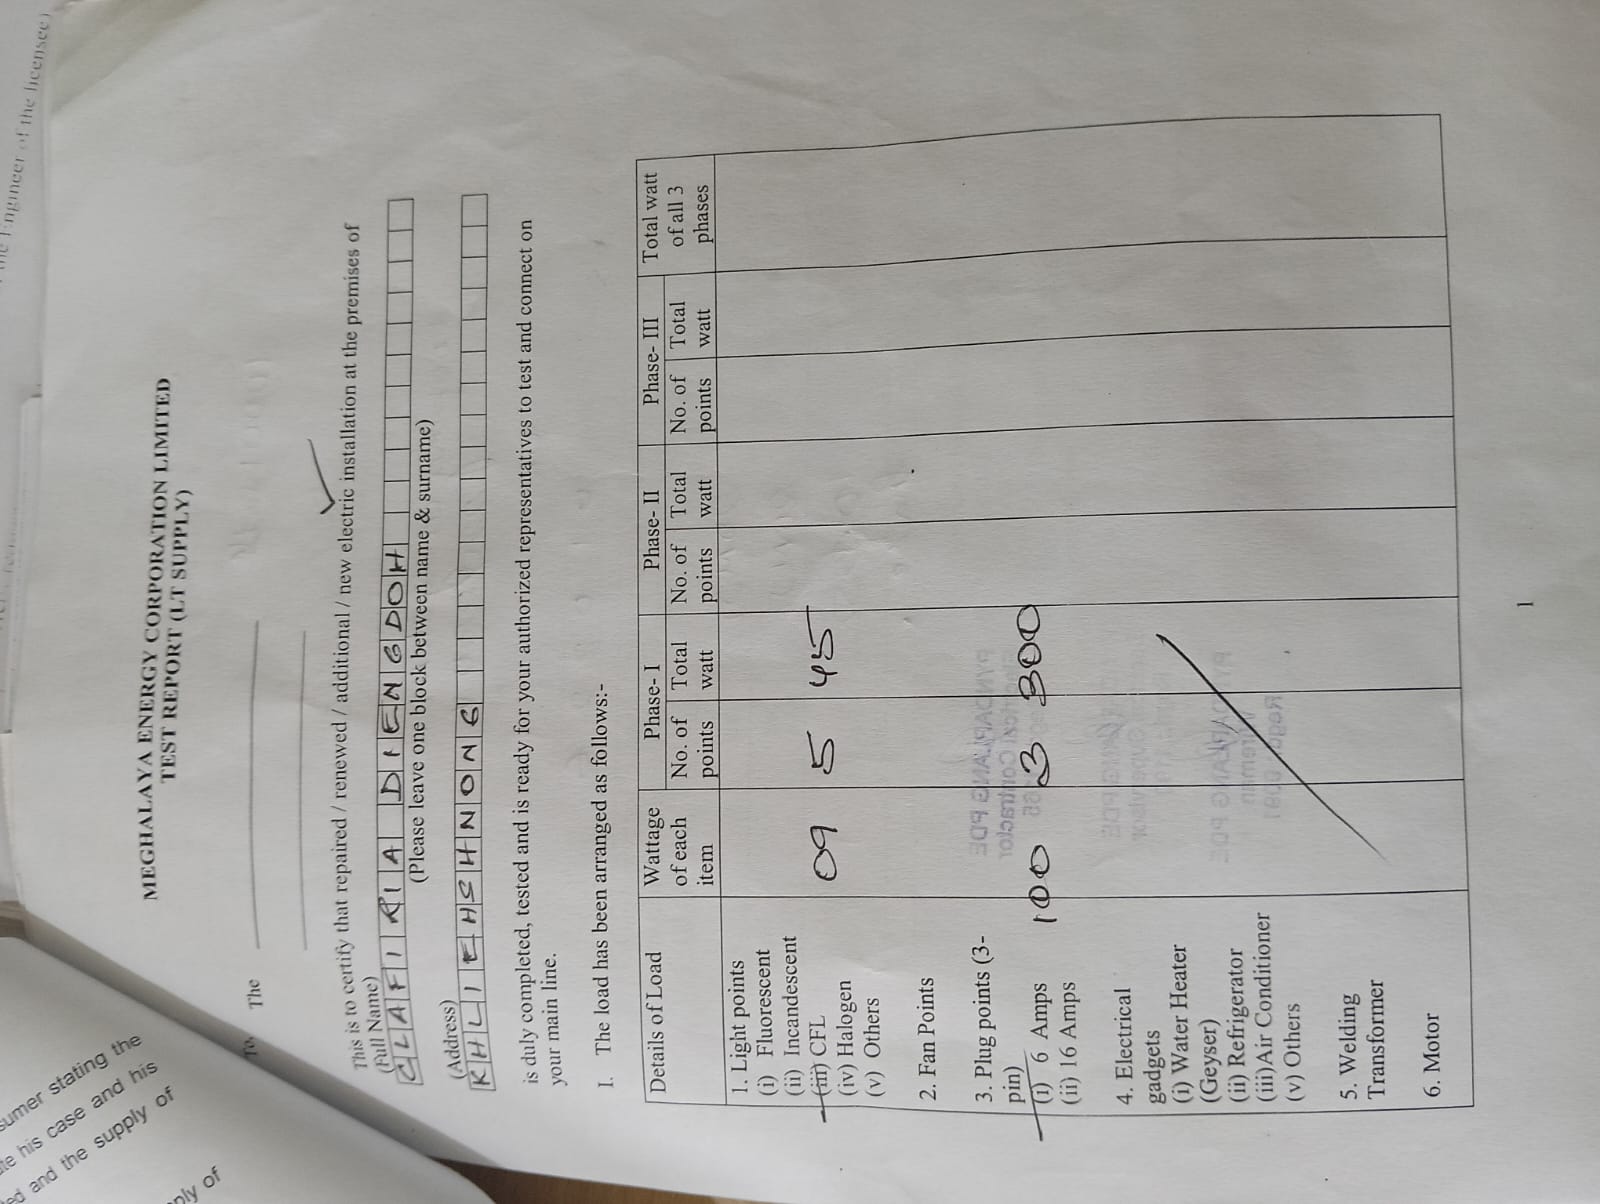 Engineer of the licensee)
sumer stating the
te his case and his
ed and the supply of
ply of
MEGHALAYA ENERGY CORPORATION LIMITED
TEST REPORT (LT SUPPLY)
To,
The
This is to certify that repaired / renewed / additional / new electric installation at the premises of
(Full Name)
GLAFIRIA DIENGDOH
(Please leave one block between name & surname)
(Address)
KHLIEHSHNONG
is duly completed, tested and is ready for your authorized representatives to test and connect on
your main line.
1. The load has been arranged as follows:-
Details of Load Wattage of each item Phase- I Phase- II Phase- III Total watt of all 3 phases
No. of points Total watt No. of points Total watt No. of points Total watt
1. Light points
(i) Fluorescent
(ii) Incandescent
(iii) CFL 09 5 45
(iv) Halogen
(v) Others
2. Fan Points
3. Plug points (3-
pin)
(i) 6 Amps 100 3 300
(ii) 16 Amps
4. Electrical
gadgets
(i) Water Heater
(Geyser)
(ii) Refrigerator
(iii) Air Conditioner
(v) Others
5. Welding
Transformer
6. Motor
1